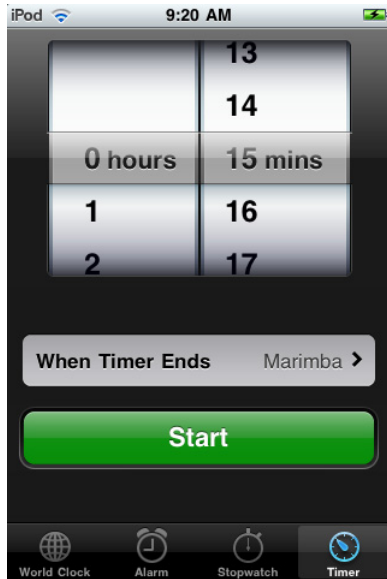 iPod 9:20 AM
13
14
0 hours 15 mins
1 16
2 17
When Timer Ends Marimba
Start
World Clock Alarm Stopwatch Timer